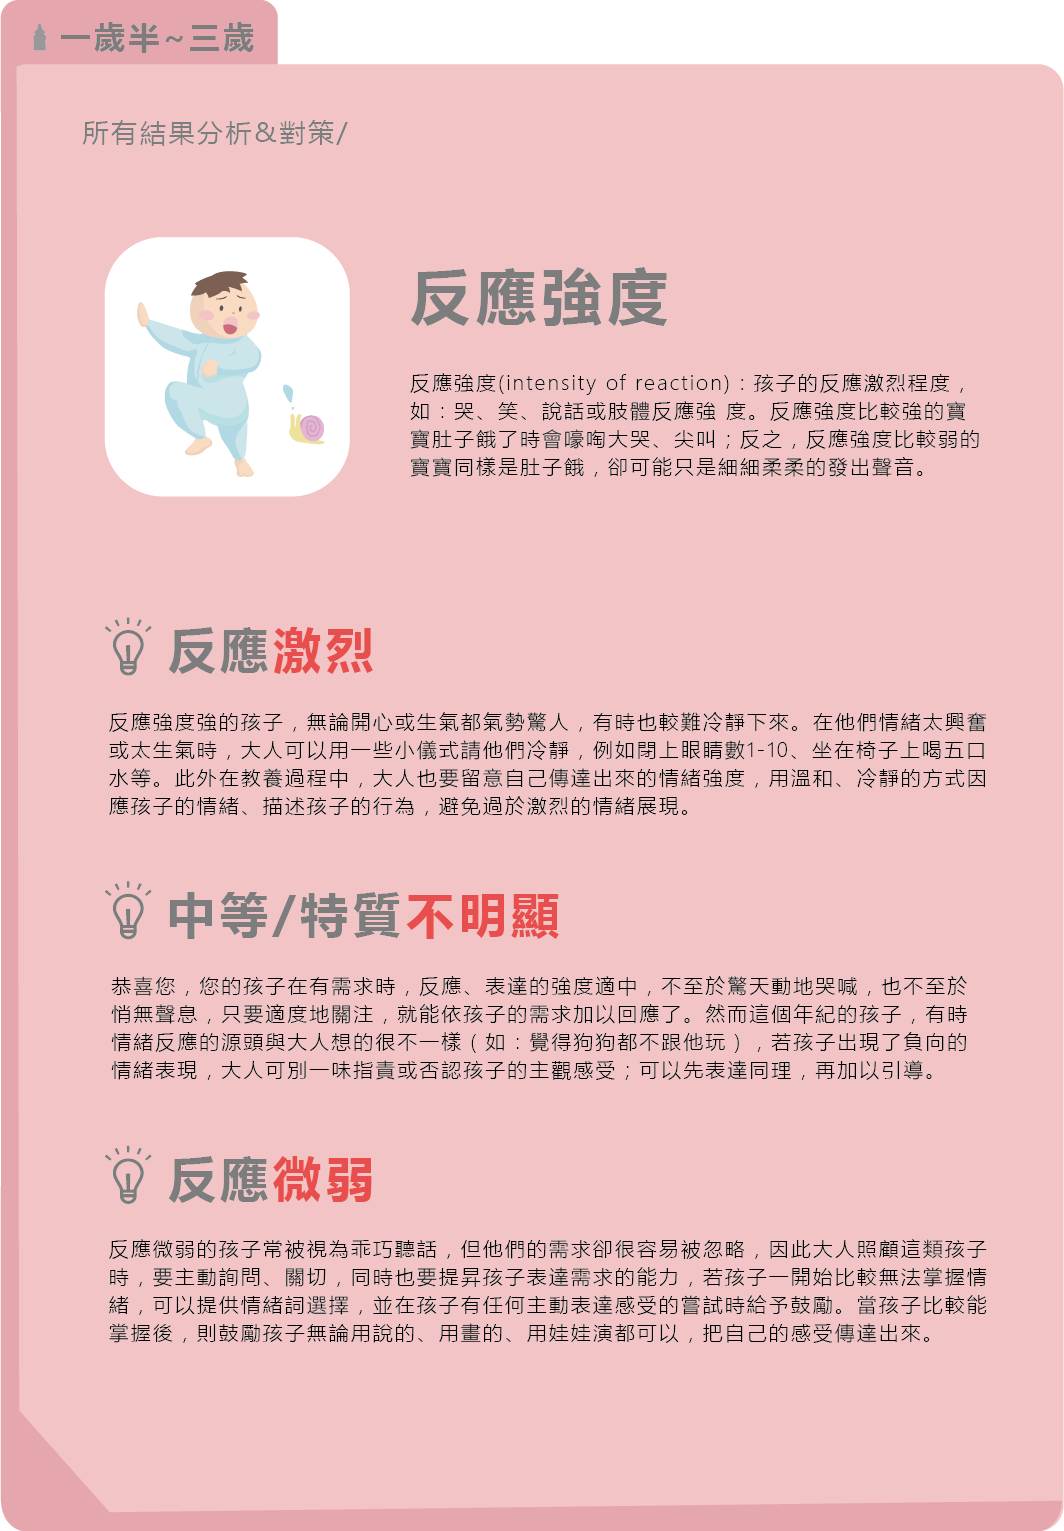 一歲半~三歲
所有結果分析&對策/
反應強度
反應強度(intensity of reaction)：孩子的反應激烈程度，
如：哭、笑、說話或肢體反應強 度。反應強度比較強的寶
寶肚子餓了時會嚎啕大哭、尖叫；反之，反應強度比較弱的
寶寶同樣是肚子餓，卻可能只是細細柔柔的發出聲音。
反應激烈
反應強度強的孩子，無論開心或生氣都氣勢驚人，有時也較難冷靜下來。在他們情緒太興奮
或太生氣時，大人可以用一些小儀式請他們冷靜，例如閉上眼睛數1-10、坐在椅子上喝五口
水等。此外在教養過程中，大人也要留意自己傳達出來的情緒強度，用溫和、冷靜的方式因
應孩子的情緒、描述孩子的行為，避免過於激烈的情緒展現。
中等/特質不明顯
恭喜您，您的孩子在有需求時，反應、表達的強度適中，不至於驚天動地哭喊，也不至於
悄無聲息，只要適度地關注，就能依孩子的需求加以回應了。然而這個年紀的孩子，有時
情緒反應的源頭與大人想的很不一樣（如：覺得狗狗都不跟他玩），若孩子出現了負向的
情緒表現，大人可別一味指責或否認孩子的主觀感受；可以先表達同理，再加以引導。
反應微弱
反應微弱的孩子常被視為乖巧聽話，但他們的需求卻很容易被忽略，因此大人照顧這類孩子
時，要主動詢問、關切，同時也要提昇孩子表達需求的能力，若孩子一開始比較無法掌握情
緒，可以提供情緒詞選擇，並在孩子有任何主動表達感受的嘗試時給予鼓勵。當孩子比較能
掌握後，則鼓勵孩子無論用說的、用畫的、用娃娃演都可以，把自己的感受傳達出來。